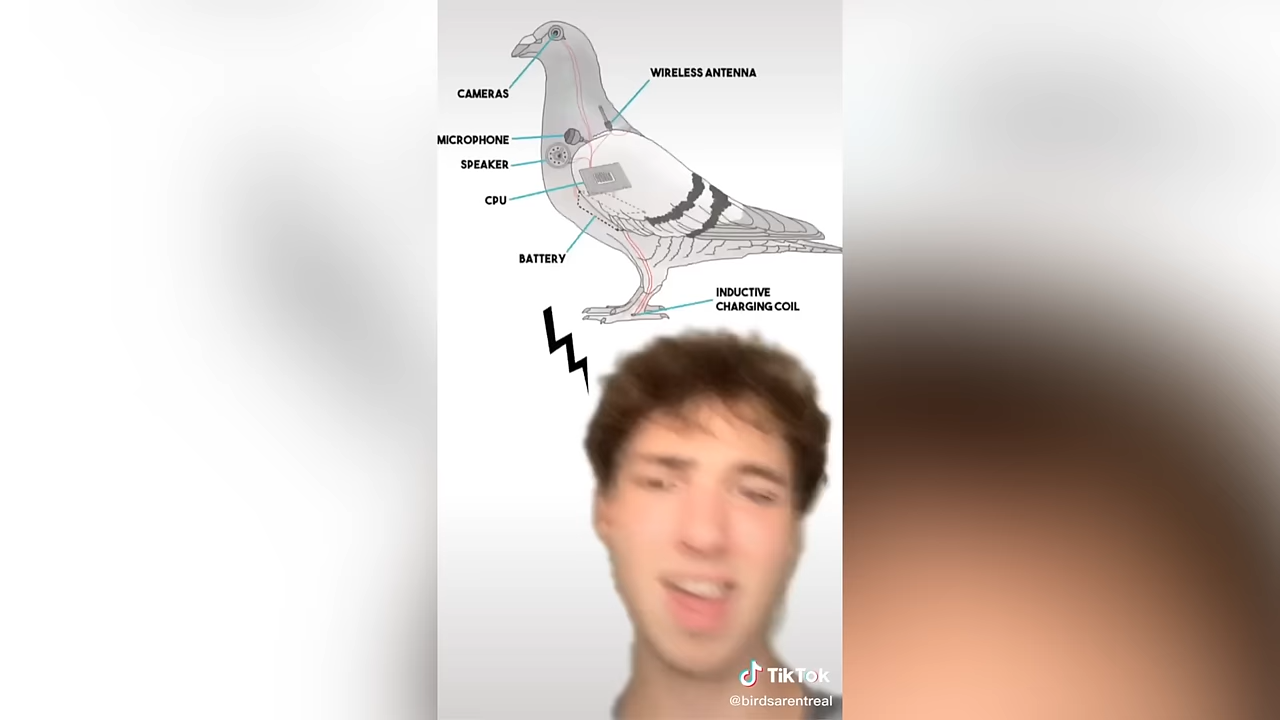 WIRELESS ANTENNA
CAMERAS
MICROPHONE
SPEAKER
CPU
BATTERY
INDUCTIVE
CHARGING COIL
TikTok
@birdsarentreal